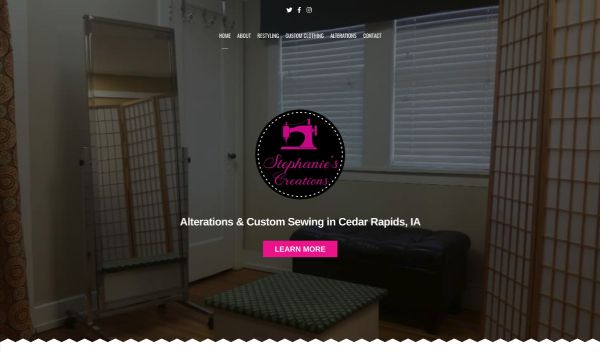 HOME ABOUT RESTYLING CUSTOM CLOTHING ALTERATIONS CONTACT
Stephanie's
Creations
Alterations & Custom Sewing in Cedar Rapids, IA
LEARN MORE